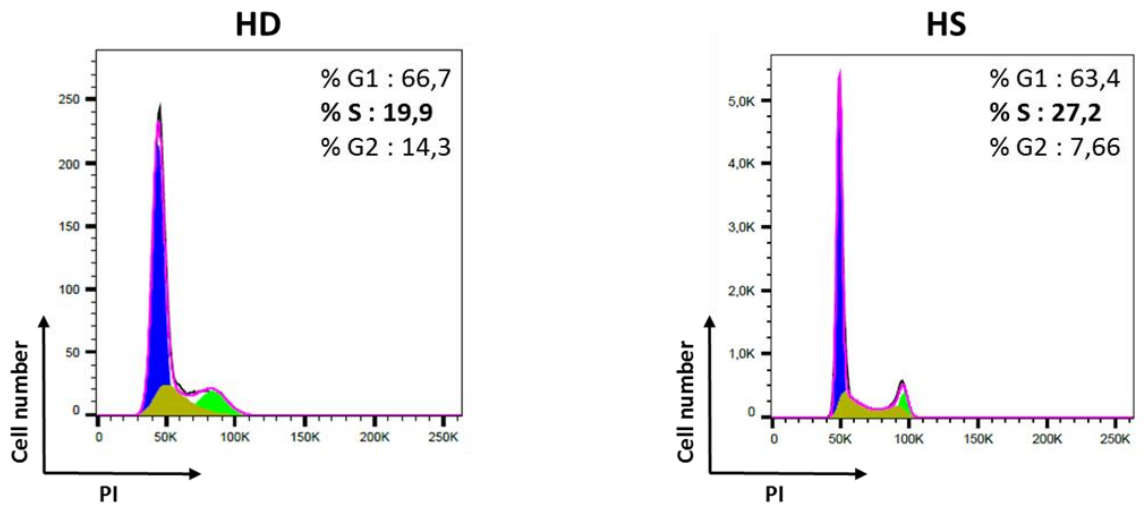 HD
% G1 : 66,7
% S : 19,9
% G2 : 14,3
250
200
150
100
50
0
0 50K 100K 150K 200K 250K
Cell number
PI
HS
% G1 : 63,4
% S : 27,2
% G2 : 7,66
5,0K
4,0K
3,0K
2,0K
1,0K
0
0 50K 100K 150K 200K 250K
Cell number
PI